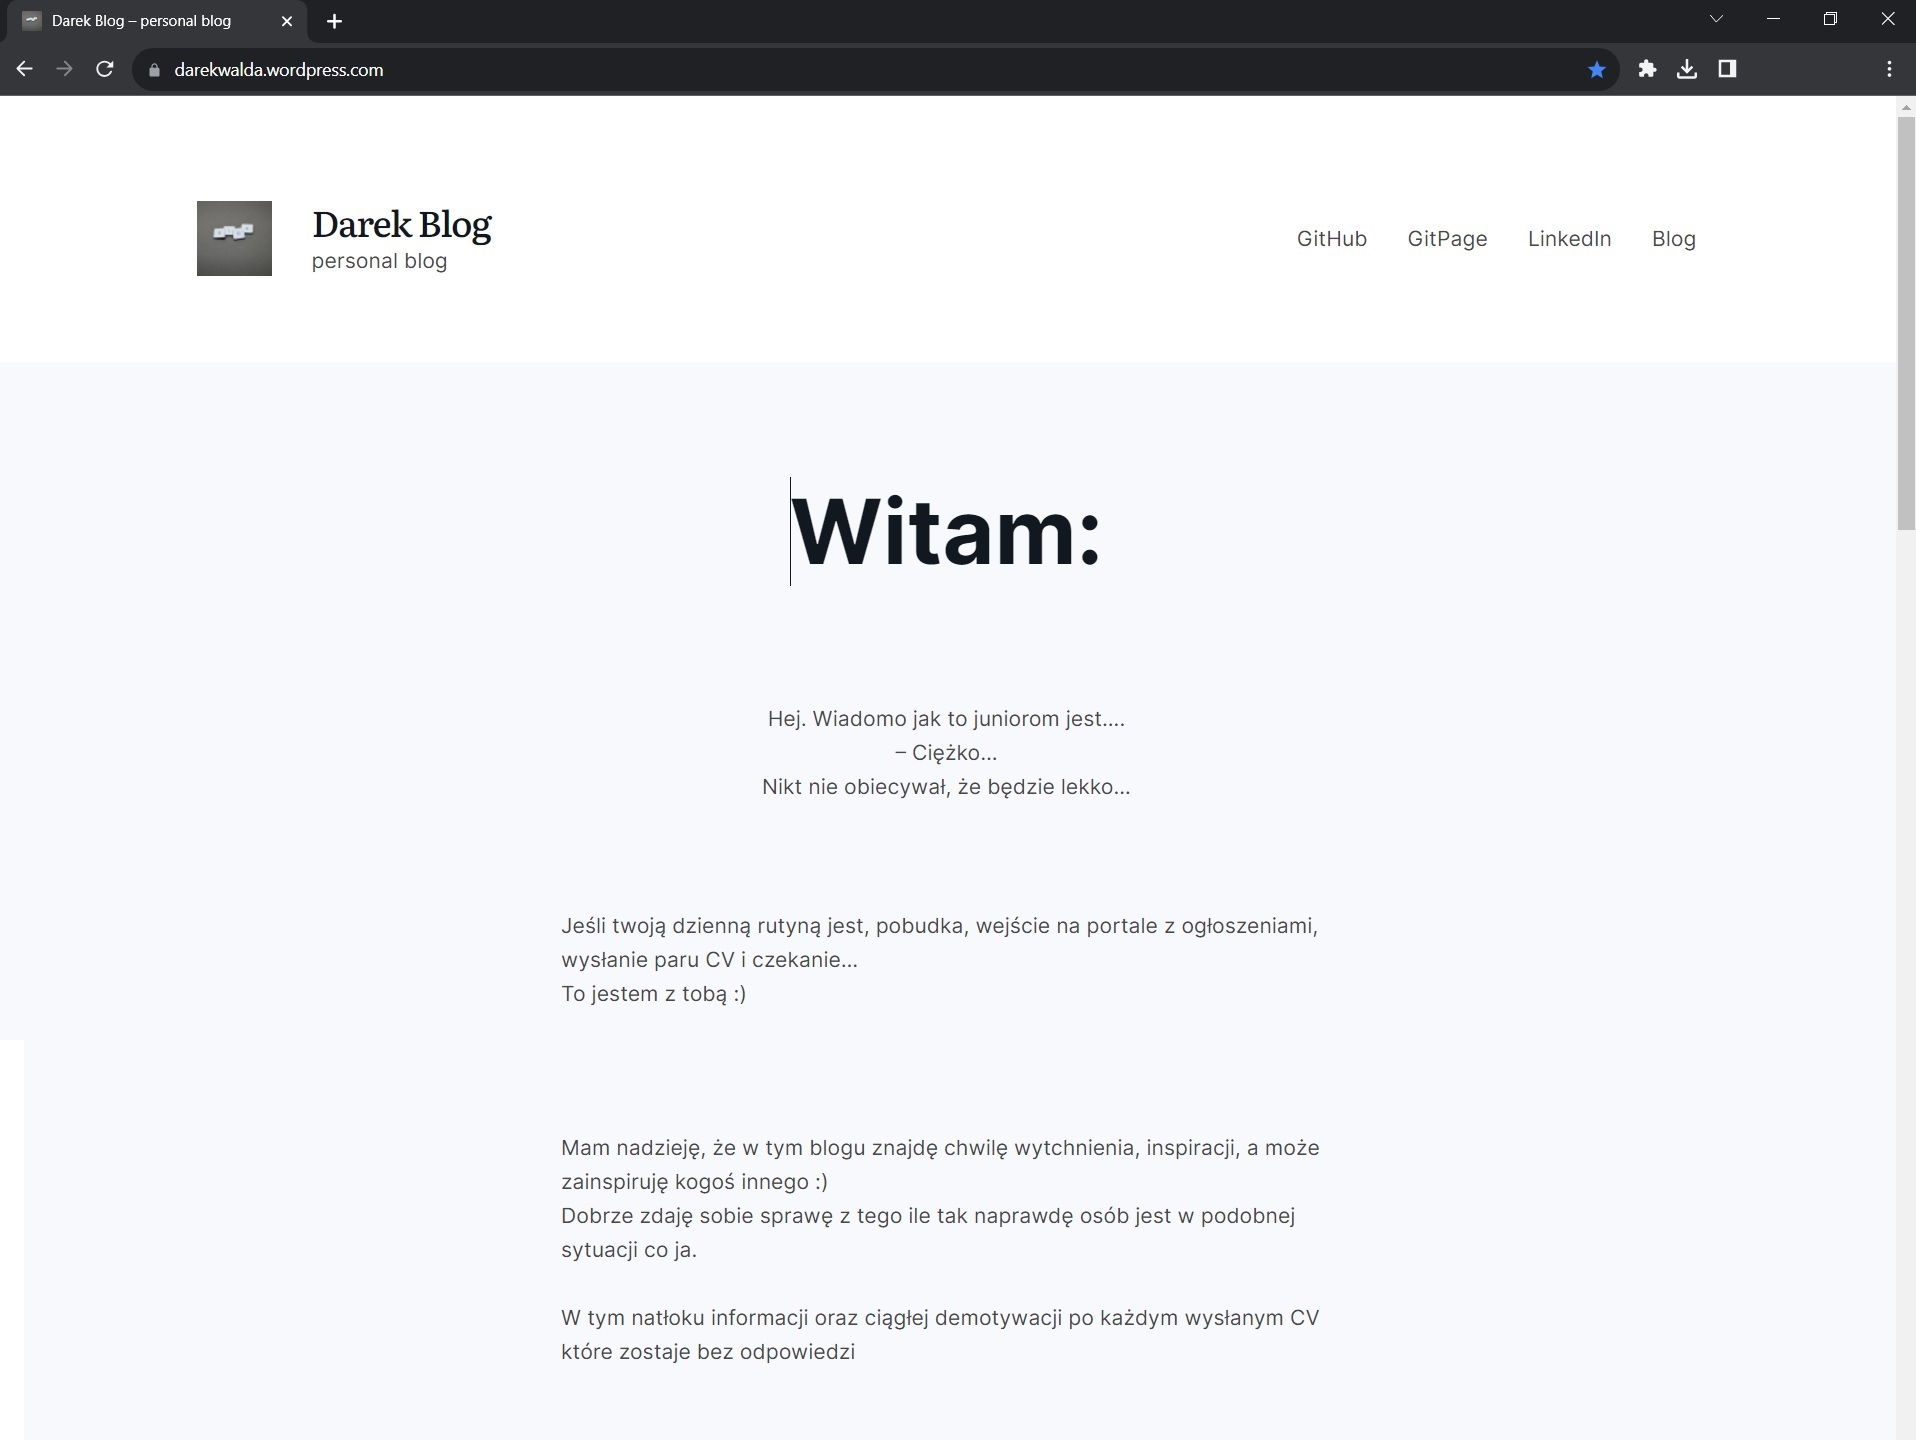 Darek Blog – personal blog
darekwalda.wordpress.com
Darek Blog
personal blog
GitHub GitPage LinkedIn Blog
Witam:
Hej. Wiadomo jak to juniorom jest....
– Ciężko...
Nikt nie obiecywał, że będzie lekko...
Jeśli twoją dzienną rutyną jest, pobudka, wejście na portale z ogłoszeniami,
wysłanie paru CV i czekanie...
To jestem z tobą :)
Mam nadzieję, że w tym blogu znajdę chwilę wytchnienia, inspiracji, a może
zainspiruję kogoś innego :)
Dobrze zdaję sobie sprawę z tego ile tak naprawdę osób jest w podobnej
sytuacji co ja.
W tym natłoku informacji oraz ciągłej demotywacji po każdym wysłanym CV
które zostaje bez odpowiedzi